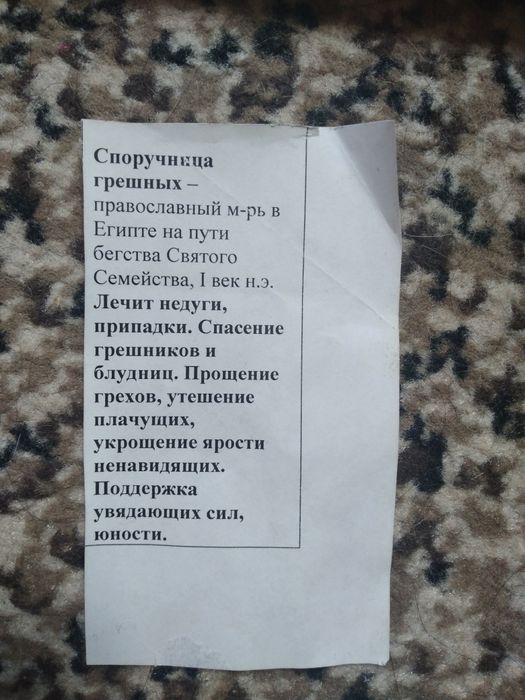 Споручница
грешных –
православный м-рь в
Египте на пути
бегства Святого
Семейства, I век н.э.
Лечит недуги,
припадки. Спасение
грешников и
блудниц. Прощение
грехов, утешение
плачущих,
укрощение ярости
ненавидящих.
Поддержка
увядающих сил,
юности.